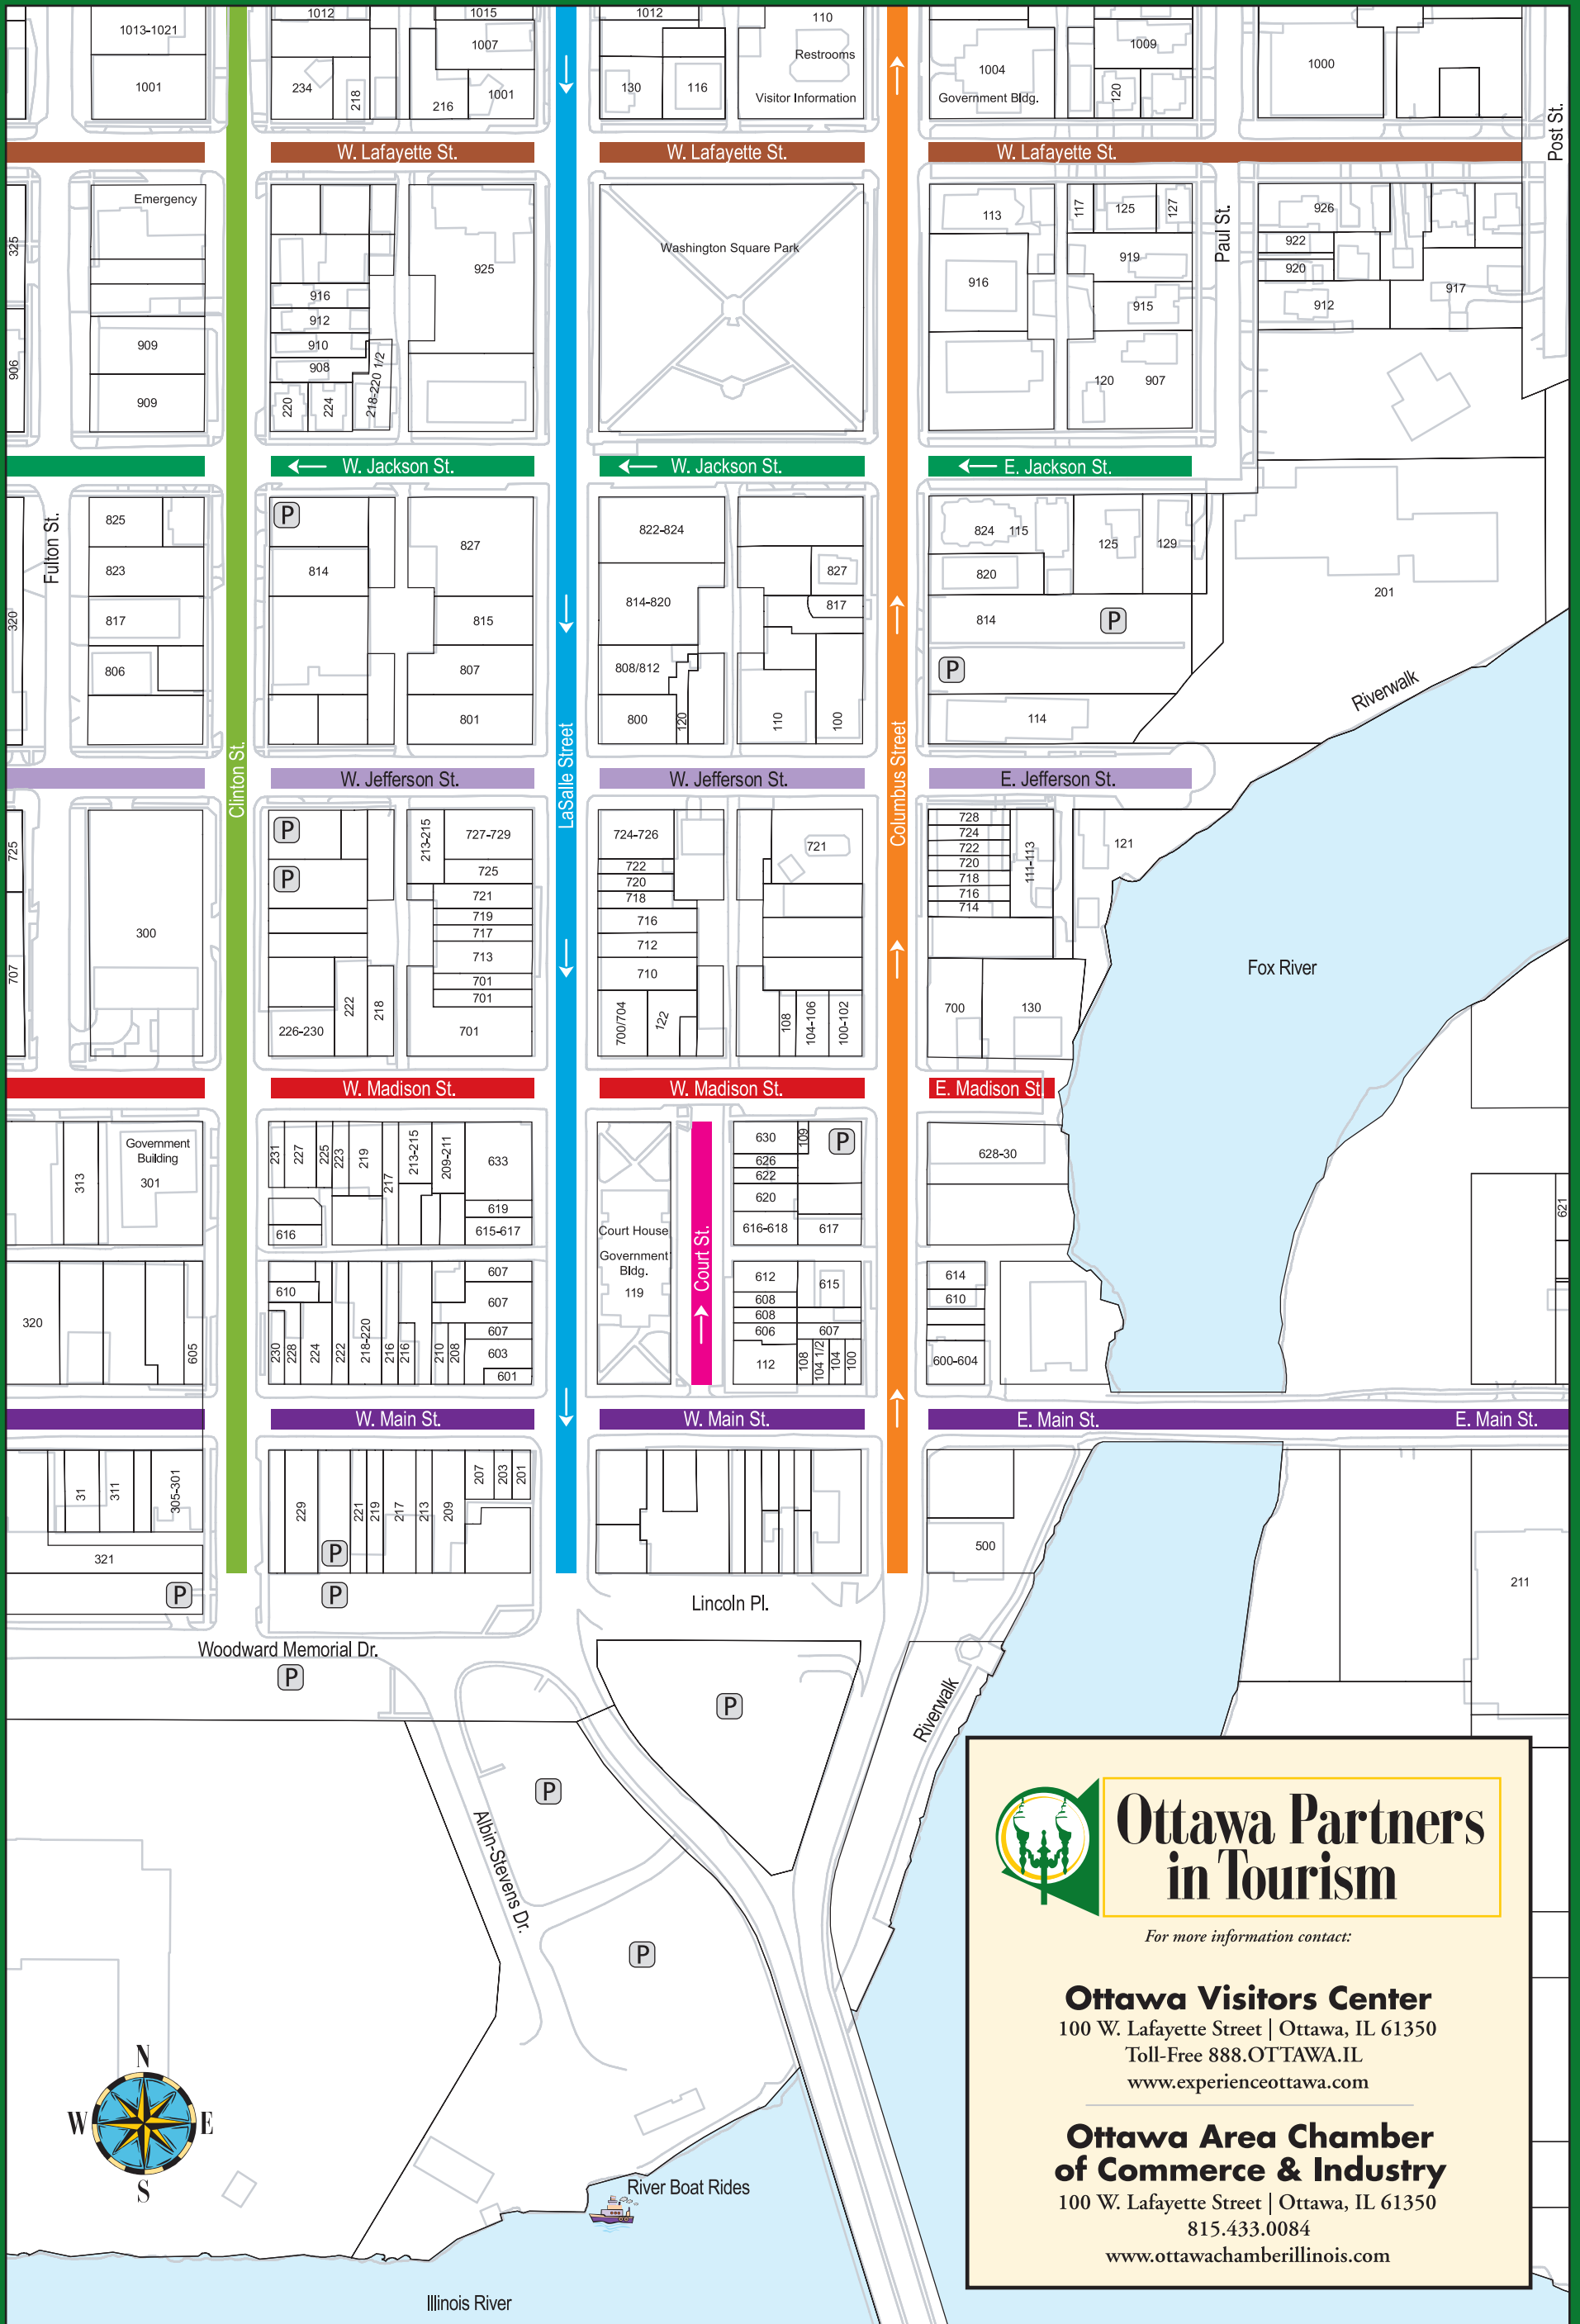 1013-1021
1012
1015
1012
110
1007
1009
Restrooms
1004
1000
1001
234
218
216
1001
130
116
Visitor Information
Government Bldg.
120
Post St.
W. Lafayette St.
W. Lafayette St.
W. Lafayette St.
Emergency
325
925
Washington Square Park
113
117
125
127
Paul St.
926
922
920
912
917
919
916
915
916
912
910
908
909
906
909
220
224
218-220 1/2
120
907
W. Jackson St.
W. Jackson St.
E. Jackson St.
Fulton St.
825
P
827
822-824
824
115
125
129
823
814
827
820
201
817
320
815
814-820
817
814
P
806
807
808/812
P
Riverwalk
801
800
120
110
100
114
Clinton St.
LaSalle Street
Columbus Street
W. Jefferson St.
W. Jefferson St.
E. Jefferson St.
725
P
213-215
727-729
724-726
721
728
724
722
720
718
716
714
111-113
121
P
725
722
720
718
721
719
717
716
300
713
712
Fox River
707
701
710
701
222
218
226-230
701
700/704
122
108
104-106
100-102
700
130
W. Madison St.
W. Madison St.
E. Madison St
Government
Building
301
313
231
227
225
223
219
217
213-215
209-211
633
630
109
P
628-30
626
622
620
621
619
616
615-617
Court House
Government
Bldg.
119
Court St.
616-618
617
607
612
615
614
610
607
608
610
320
608
605
607
606
607
230
228
224
222
218-220
216
216
210
208
603
601
112
108
104 1/2
104
100
600-604
W. Main St.
W. Main St.
E. Main St.
E. Main St.
31
311
305-301
229
221
219
217
213
209
207
203
201
500
P
321
P
P
211
Lincoln Pl.
Woodward Memorial Dr.
P
P
Riverwalk
P
Albin-Stevens Dr.
P
Ottawa Partners
in Tourism
For more information contact:
Ottawa Visitors Center
100 W. Lafayette Street | Ottawa, IL 61350
Toll-Free 888.OTTAWA.IL
www.experienceottawa.com
Ottawa Area Chamber
of Commerce & Industry
100 W. Lafayette Street | Ottawa, IL 61350
815.433.0084
www.ottawachamberillinois.com
N
W
E
S
River Boat Rides
Illinois River